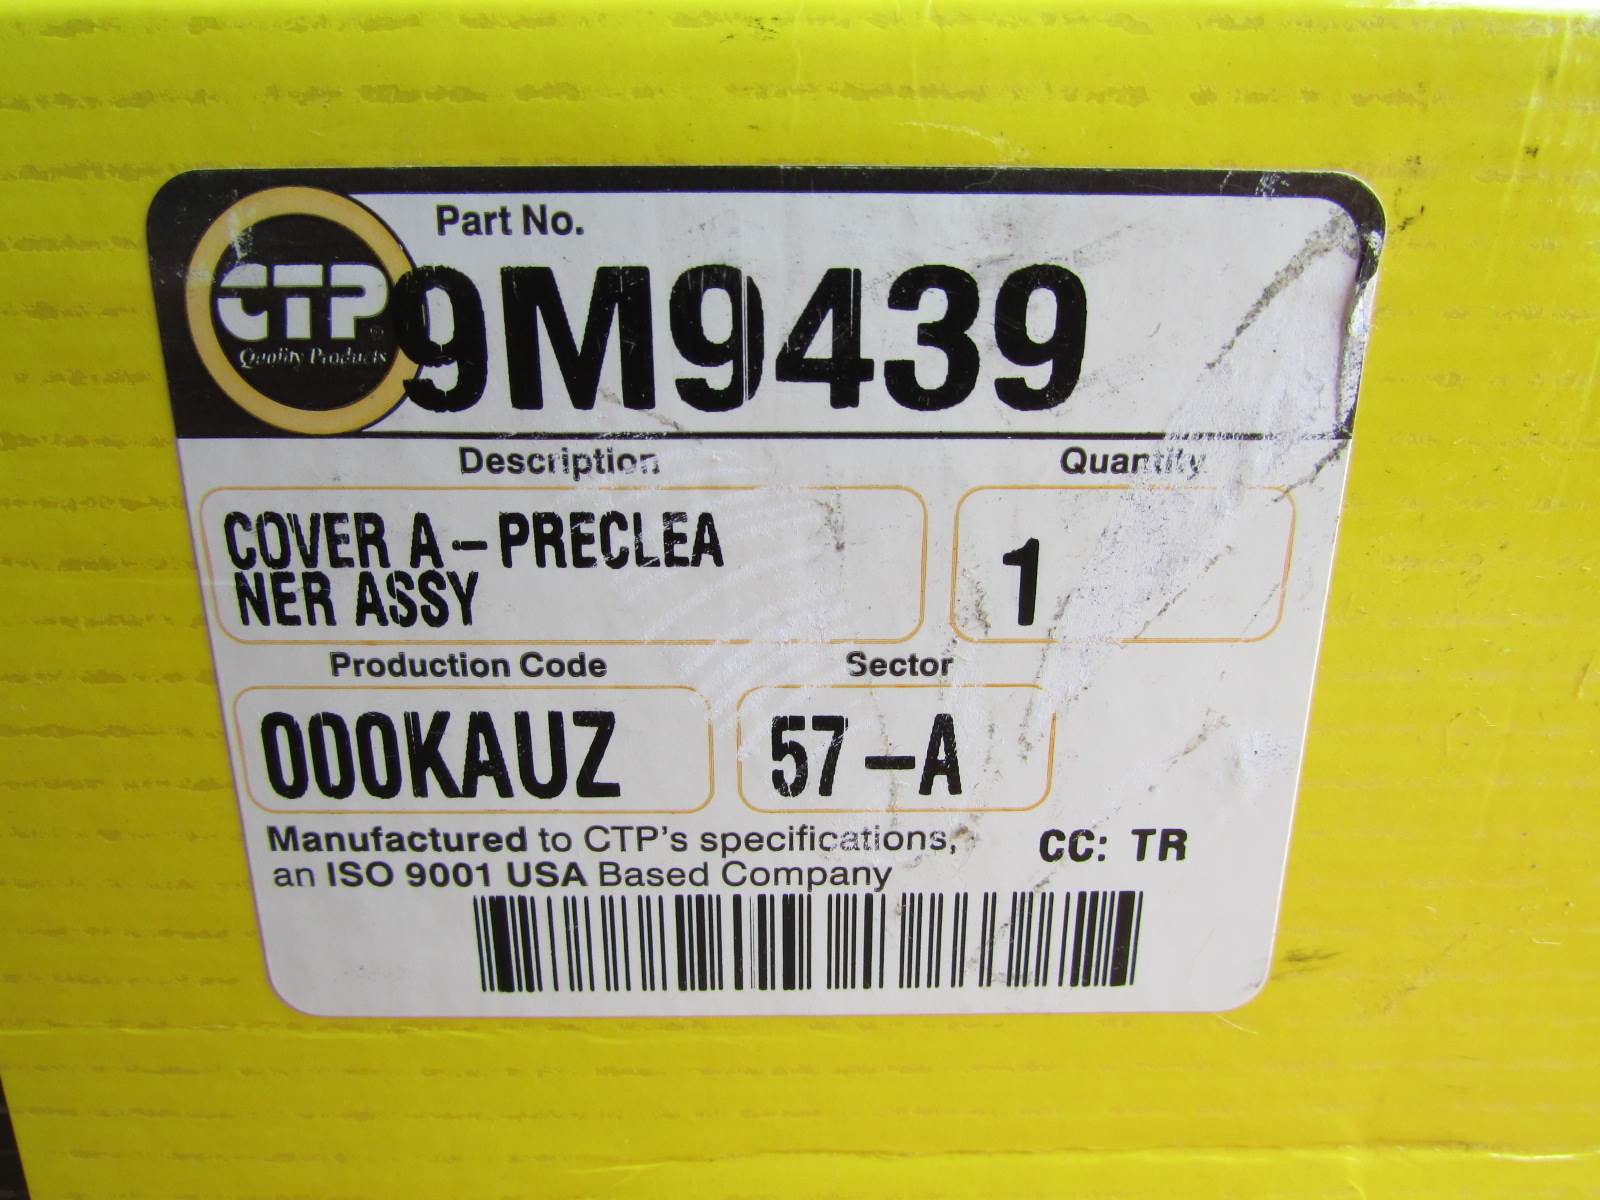 Part No.
CTP®
Quality Products
9M9439
Description
Quantity
COVER A-PRECLEA
NER ASSY
1
Production Code
Sector
000KAUZ
57-A
Manufactured to CTP's specifications,
an ISO 9001 USA Based Company
CC: TR